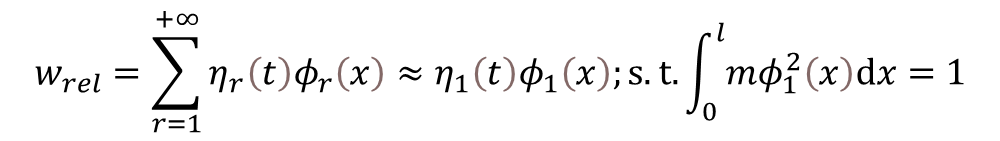 $w_{rel} = \sum_{r=1}^{+\infty} \eta_r(t)\phi_r(x) \approx \eta_1(t)\phi_1(x); \text{s.t.} \int_0^l m\phi_1^2(x)\mathrm{d}x = 1$